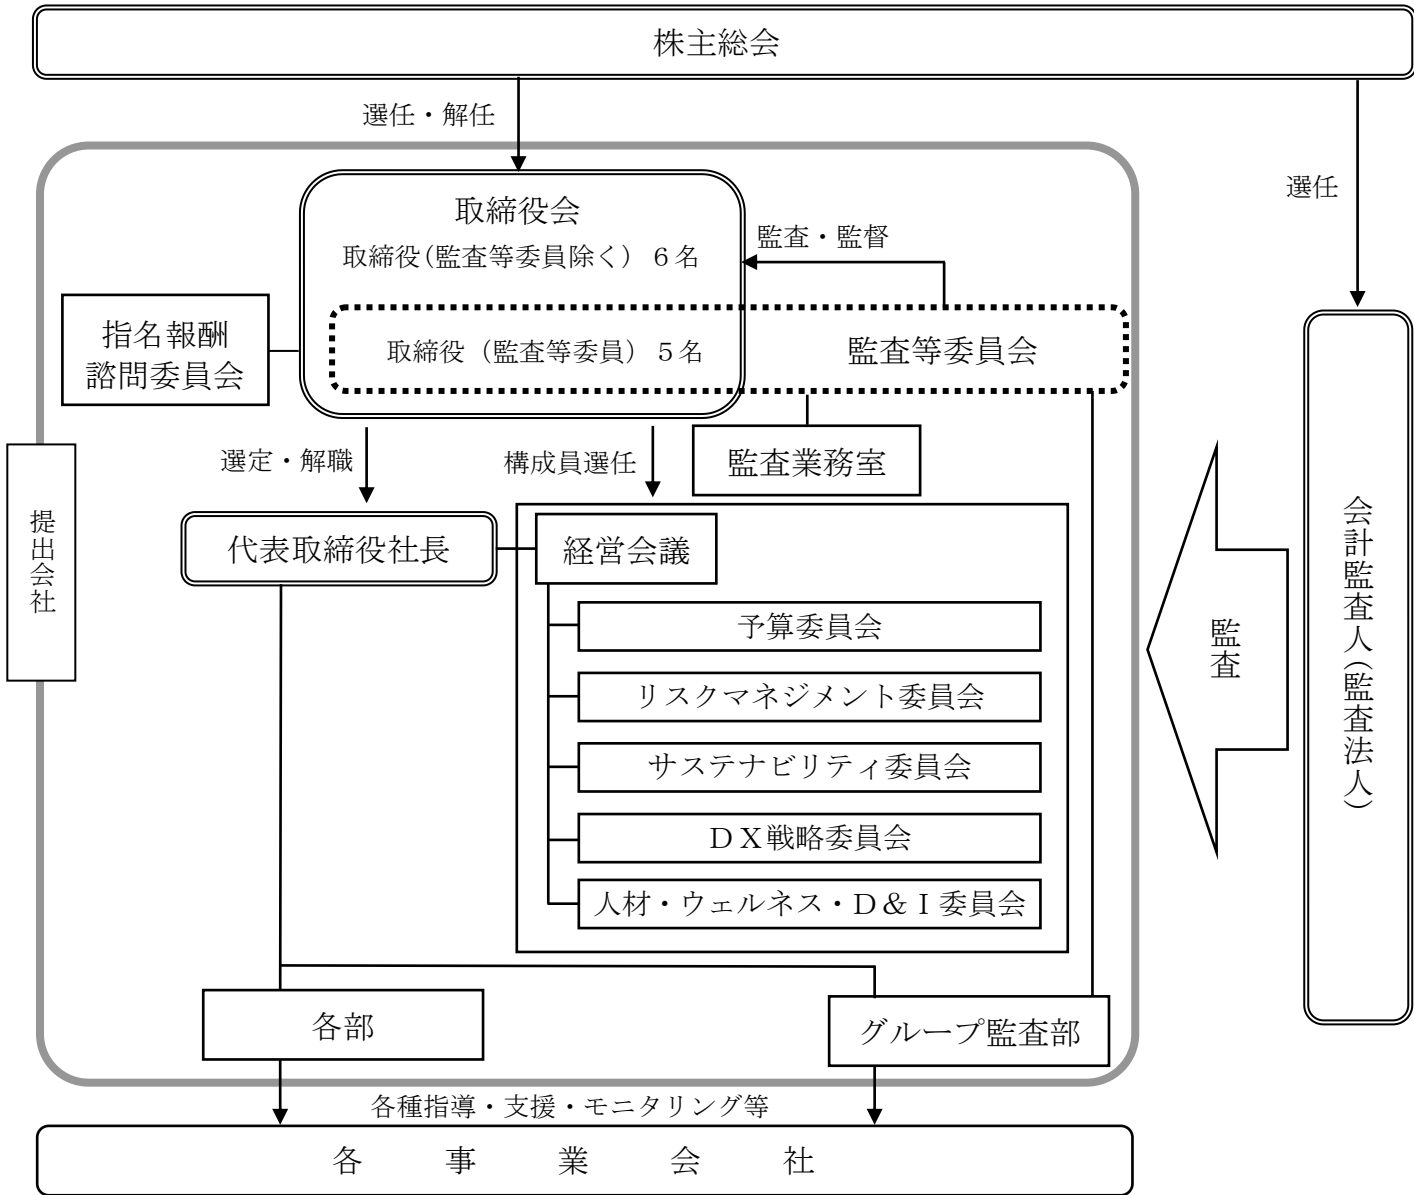 株主総会
選任・解任
選任
取締役会
取締役(監査等委員除く) 6名
監査・監督
指名報酬
諮問委員会
取締役(監査等委員)5名
監査等委員会
選定・解職
構成員選任
監査業務室
提出会社
代表取締役社長
経営会議
予算委員会
リスクマネジメント委員会
サステナビリティ委員会
DX戦略委員会
人材・ウェルネス・D&I委員会
監査
会計監査人(監査法人)
各部
グループ監査部
各種指導・支援・モニタリング等
各事業会社